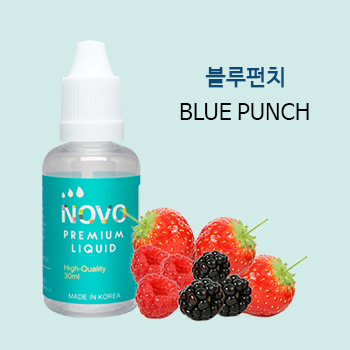 블루펀치
BLUE PUNCH
NOVO
PREMIUM
LIQUID
High-Quality
30ml
MADE IN KOREA